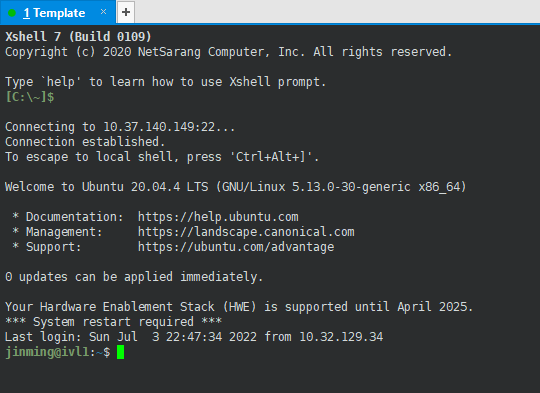 1 Template × +
Xshell 7 (Build 0109)
Copyright (c) 2020 NetSarang Computer, Inc. All rights reserved.
Type `help' to learn how to use Xshell prompt.
[C:\~]$
Connecting to 10.37.140.149:22...
Connection established.
To escape to local shell, press 'Ctrl+Alt+]'.
Welcome to Ubuntu 20.04.4 LTS (GNU/Linux 5.13.0-30-generic x86_64)
* Documentation:  https://help.ubuntu.com
* Management:     https://landscape.canonical.com
* Support:        https://ubuntu.com/advantage
0 updates can be applied immediately.
Your Hardware Enablement Stack (HWE) is supported until April 2025.
*** System restart required ***
Last login: Sun Jul  3 22:47:34 2022 from 10.32.129.34
jinming@ivl1:~$